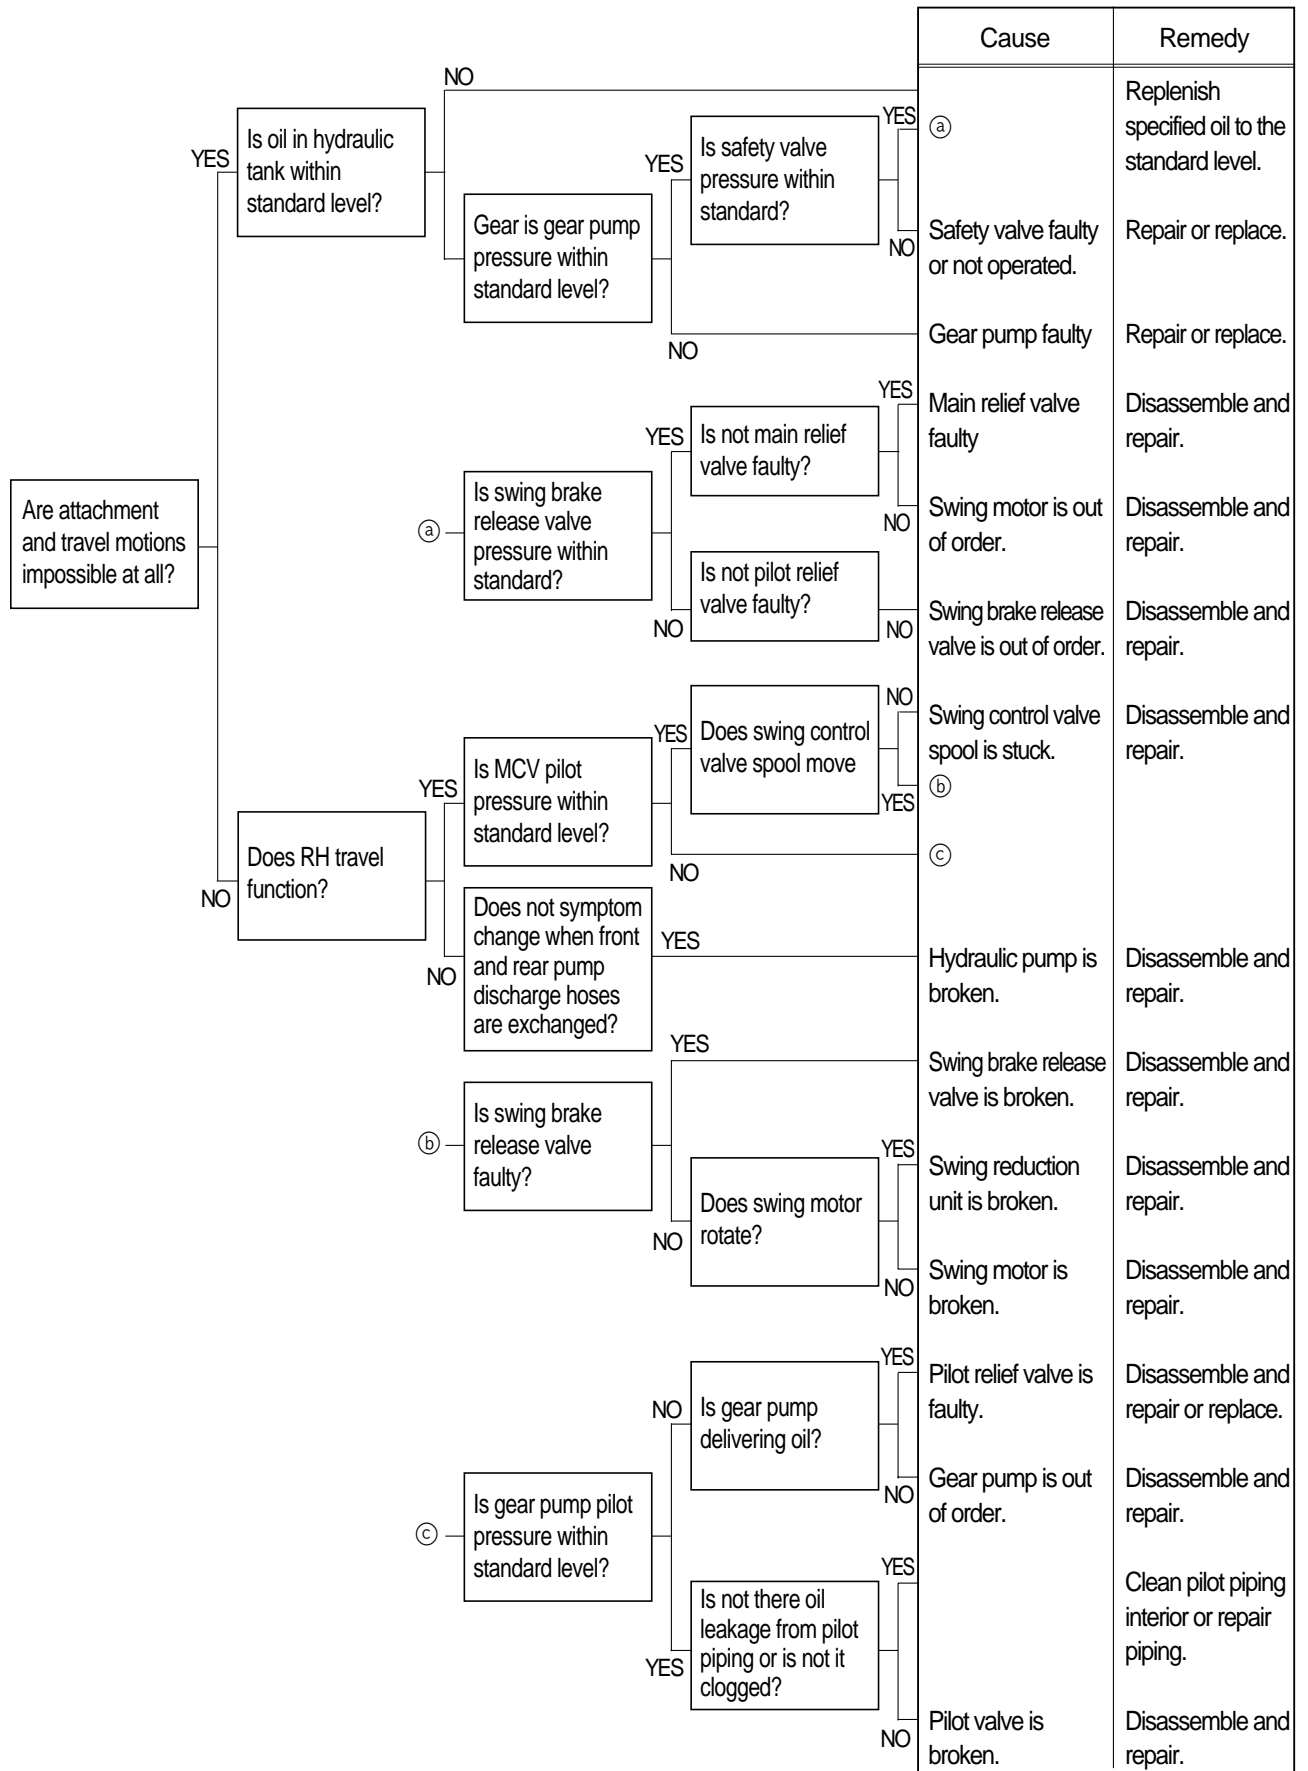 Cause
Remedy
NO
Replenish
specified oil to the
standard level.
YES
ⓐ
Is safety valve
pressure within
standard?
YES
Is oil in hydraulic
tank within
standard level?
YES
Gear is gear pump
pressure within
standard level?
NO
Safety valve faulty
or not operated.
Repair or replace.
NO
Gear pump faulty
Repair or replace.
Are attachment
and travel motions
impossible at all?
ⓐ
Is swing brake
release valve
pressure within
standard?
YES
Is not main relief
valve faulty?
YES
Main relief valve
faulty
Disassemble and
repair.
NO
Swing motor is out
of order.
Disassemble and
repair.
NO
Is not pilot relief
valve faulty?
NO
Swing brake release
valve is out of order.
Disassemble and
repair.
NO
Does RH travel
function?
YES
Is MCV pilot
pressure within
standard level?
YES
Does swing control
valve spool move
NO
Swing control valve
spool is stuck.
Disassemble and
repair.
YES
ⓑ
NO
ⓒ
NO
Does not symptom
change when front
and rear pump
discharge hoses
are exchanged?
YES
Hydraulic pump is
broken.
Disassemble and
repair.
ⓑ
Is swing brake
release valve
faulty?
YES
Swing brake release
valve is broken.
Disassemble and
repair.
NO
Does swing motor
rotate?
YES
Swing reduction
unit is broken.
Disassemble and
repair.
NO
Swing motor is
broken.
Disassemble and
repair.
ⓒ
Is gear pump pilot
pressure within
standard level?
NO
Is gear pump
delivering oil?
YES
Pilot relief valve is
faulty.
Disassemble and
repair or replace.
NO
Gear pump is out
of order.
Disassemble and
repair.
YES
Is not there oil
leakage from pilot
piping or is not it
clogged?
YES
Clean pilot piping
interior or repair
piping.
NO
Pilot valve is
broken.
Disassemble and
repair.